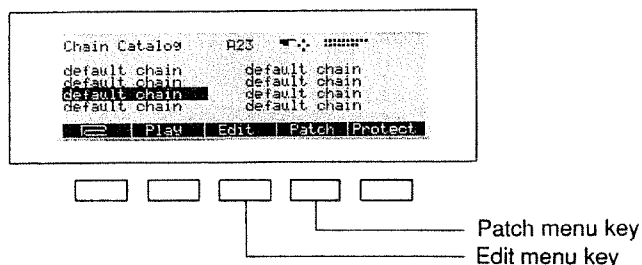 Chain Catalog A23
default chain default chain
default chain default chain
default chain default chain
default chain default chain
Play Edit Patch Protect
Patch menu key
Edit menu key